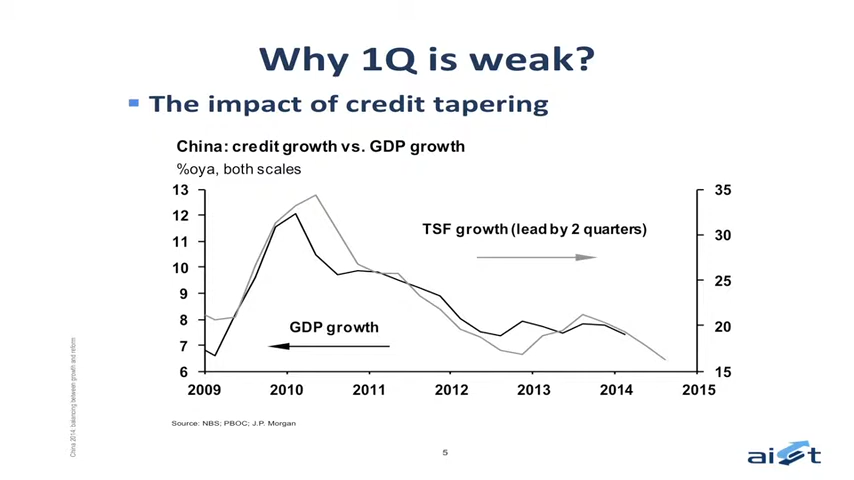 Why 1Q is weak?
The impact of credit tapering
China: credit growth vs. GDP growth
%oya, both scales
13
12
11
10
9
8
7
6
35
30
25
20
15
TSF growth (lead by 2 quarters)
GDP growth
2009 2010 2011 2012 2013 2014 2015
Source: NBS; PBOC; J.P. Morgan
5
China 2014: balancing between growth and reform